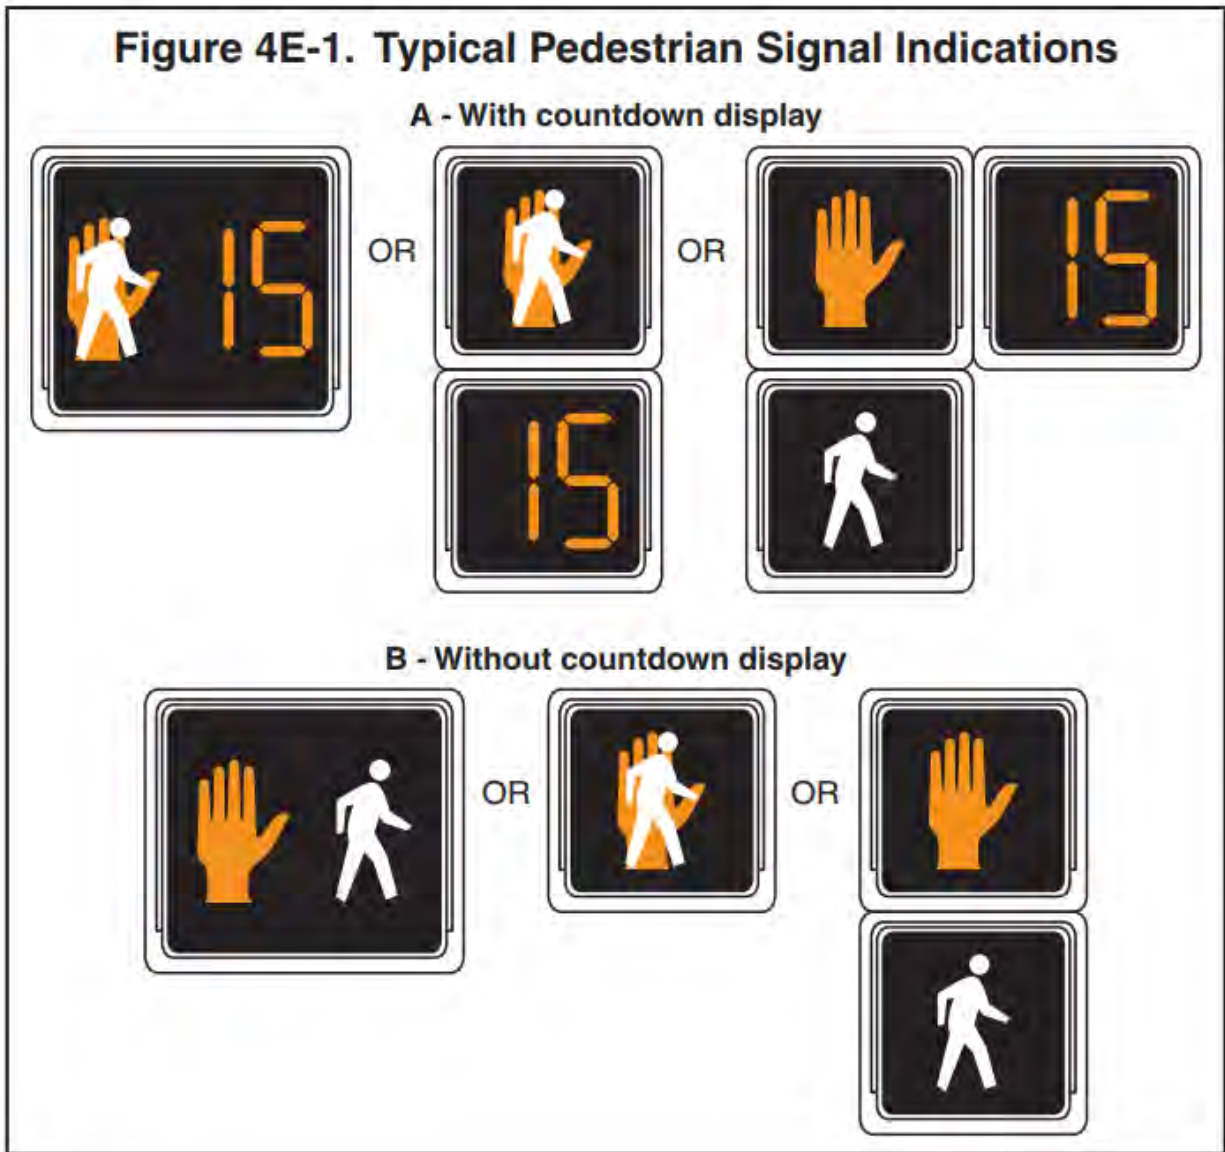 Figure 4E-1. Typical Pedestrian Signal Indications
A - With countdown display
15 OR OR 15
15
B - Without countdown display
OR OR